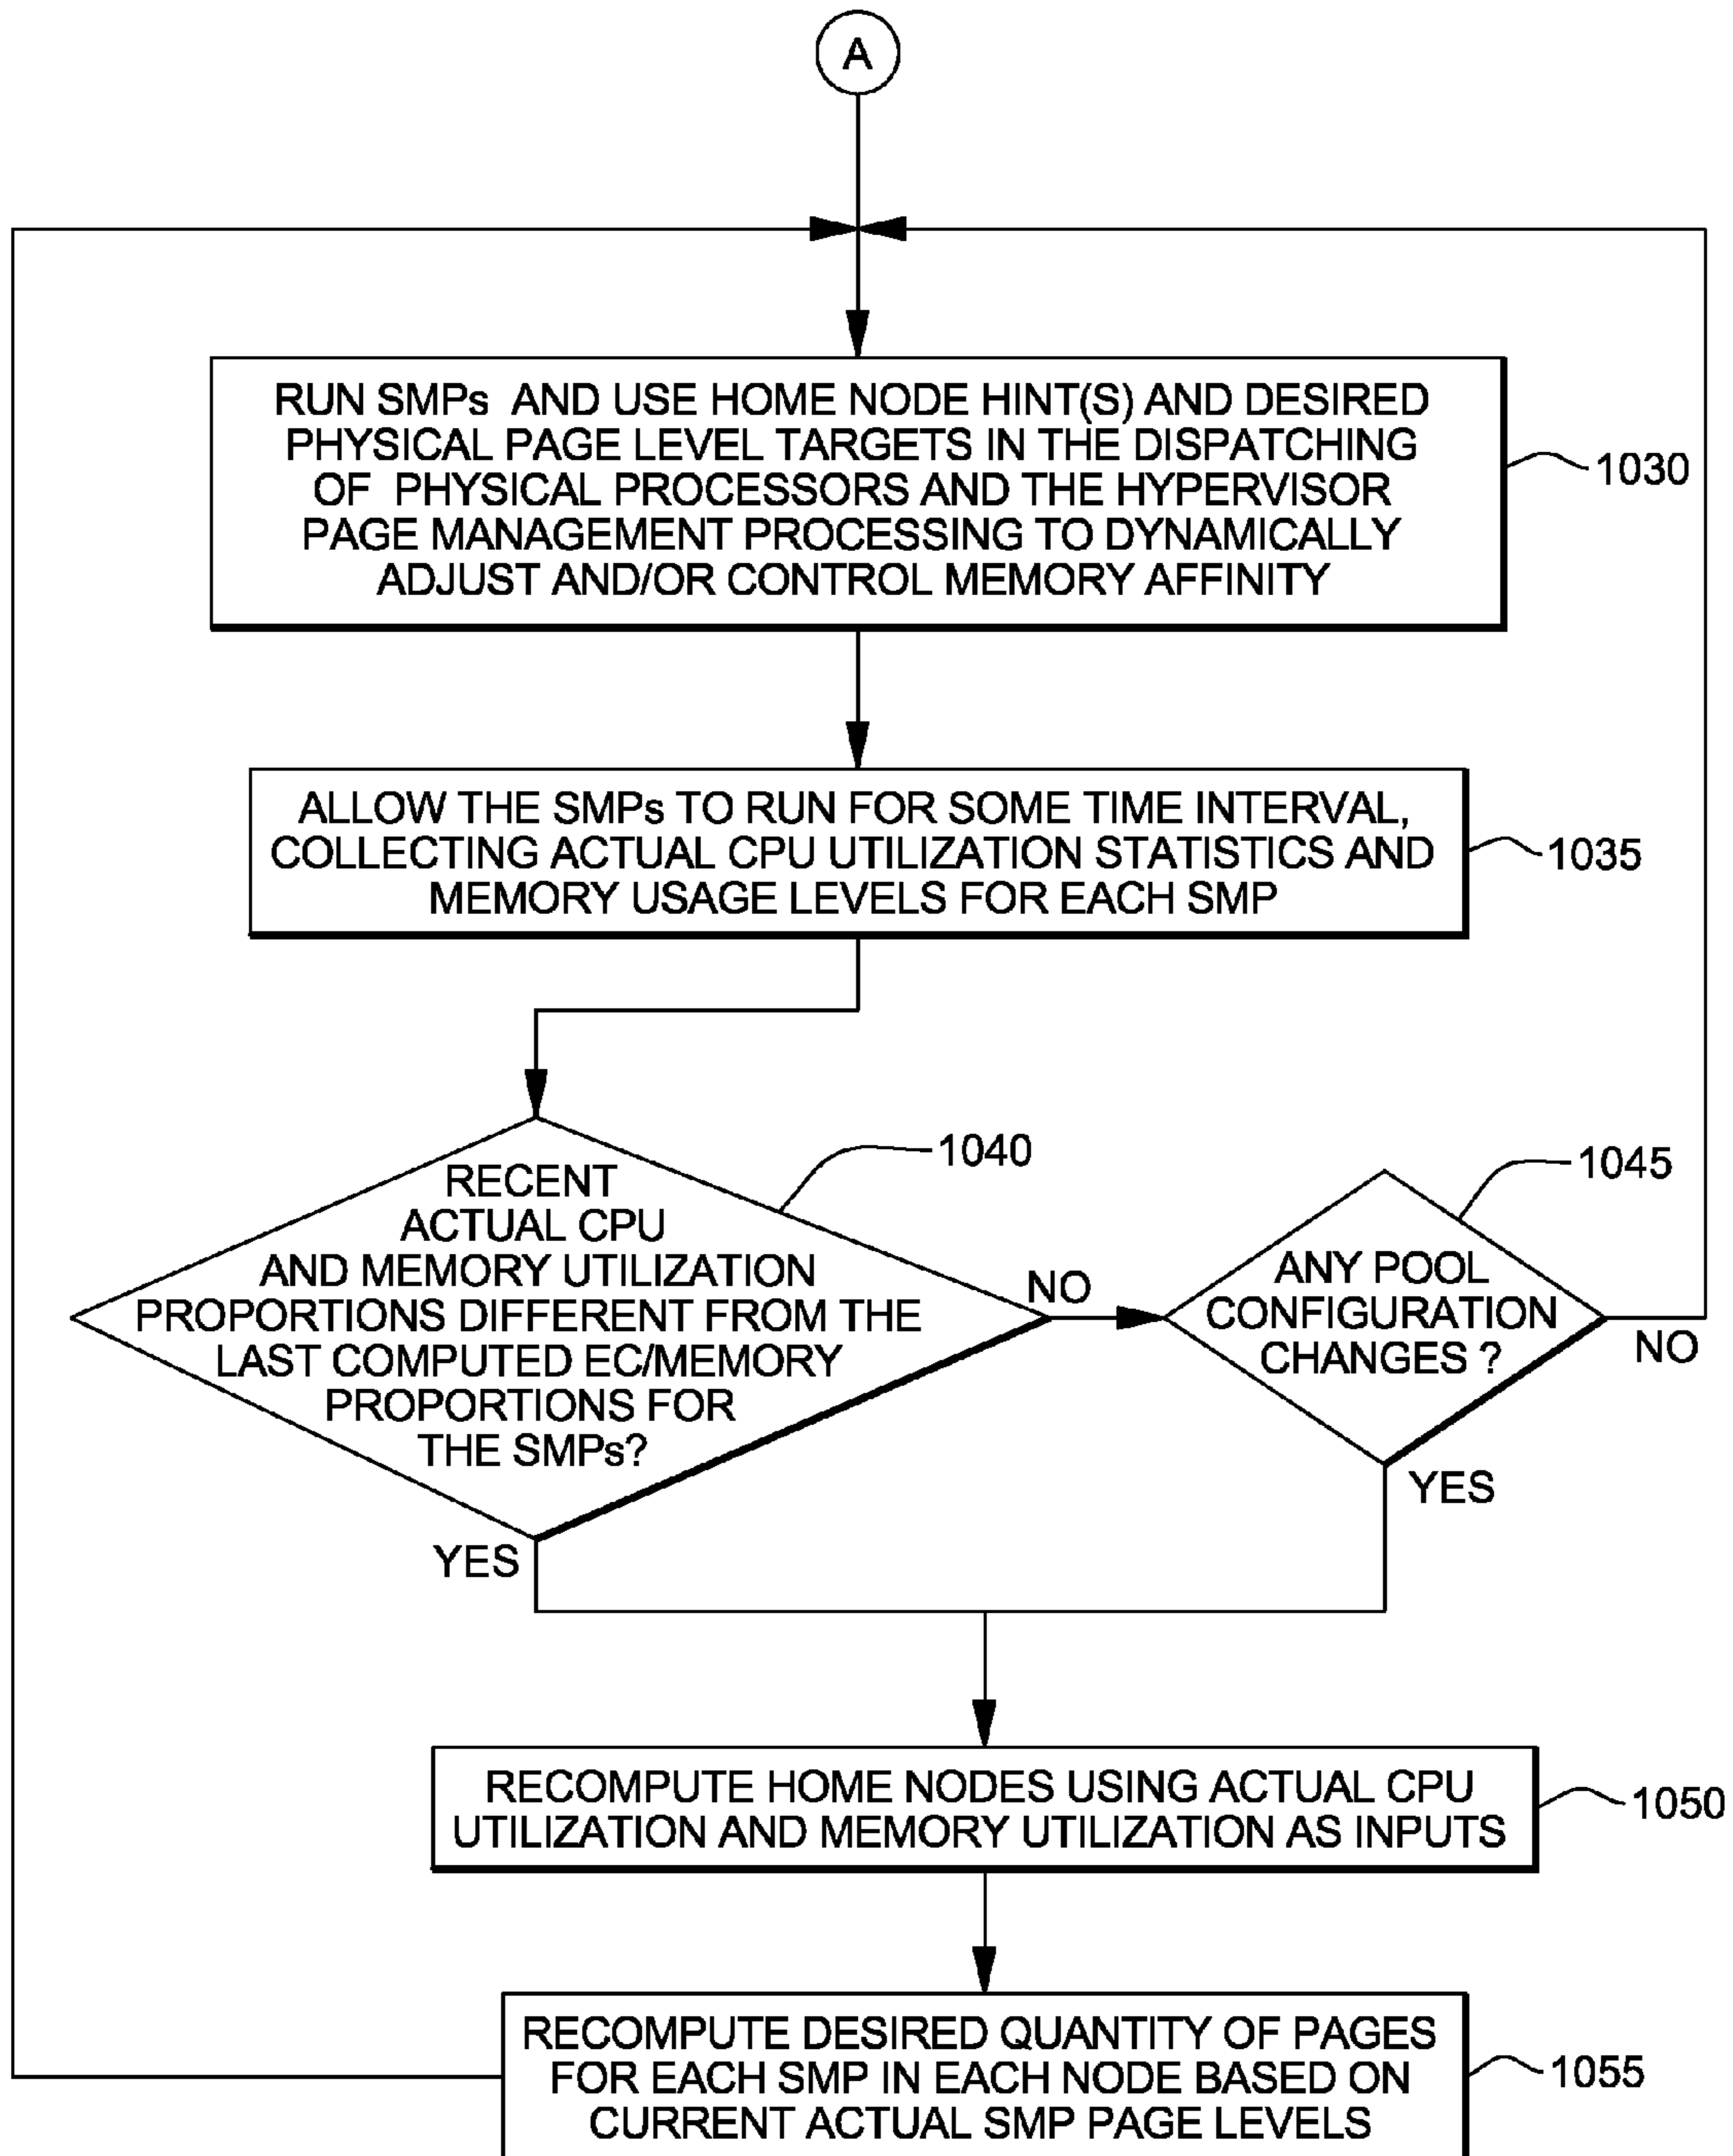 A
RUN SMPs AND USE HOME NODE HINT(S) AND DESIRED
PHYSICAL PAGE LEVEL TARGETS IN THE DISPATCHING
OF PHYSICAL PROCESSORS AND THE HYPERVISOR
PAGE MANAGEMENT PROCESSING TO DYNAMICALLY
ADJUST AND/OR CONTROL MEMORY AFFINITY
1030
ALLOW THE SMPs TO RUN FOR SOME TIME INTERVAL,
COLLECTING ACTUAL CPU UTILIZATION STATISTICS AND
MEMORY USAGE LEVELS FOR EACH SMP
1035
RECENT
ACTUAL CPU
AND MEMORY UTILIZATION
PROPORTIONS DIFFERENT FROM THE
LAST COMPUTED EC/MEMORY
PROPORTIONS FOR
THE SMPs?
1040
NO
YES
ANY POOL
CONFIGURATION
CHANGES ?
1045
NO
YES
RECOMPUTE HOME NODES USING ACTUAL CPU
UTILIZATION AND MEMORY UTILIZATION AS INPUTS
1050
RECOMPUTE DESIRED QUANTITY OF PAGES
FOR EACH SMP IN EACH NODE BASED ON
CURRENT ACTUAL SMP PAGE LEVELS
1055